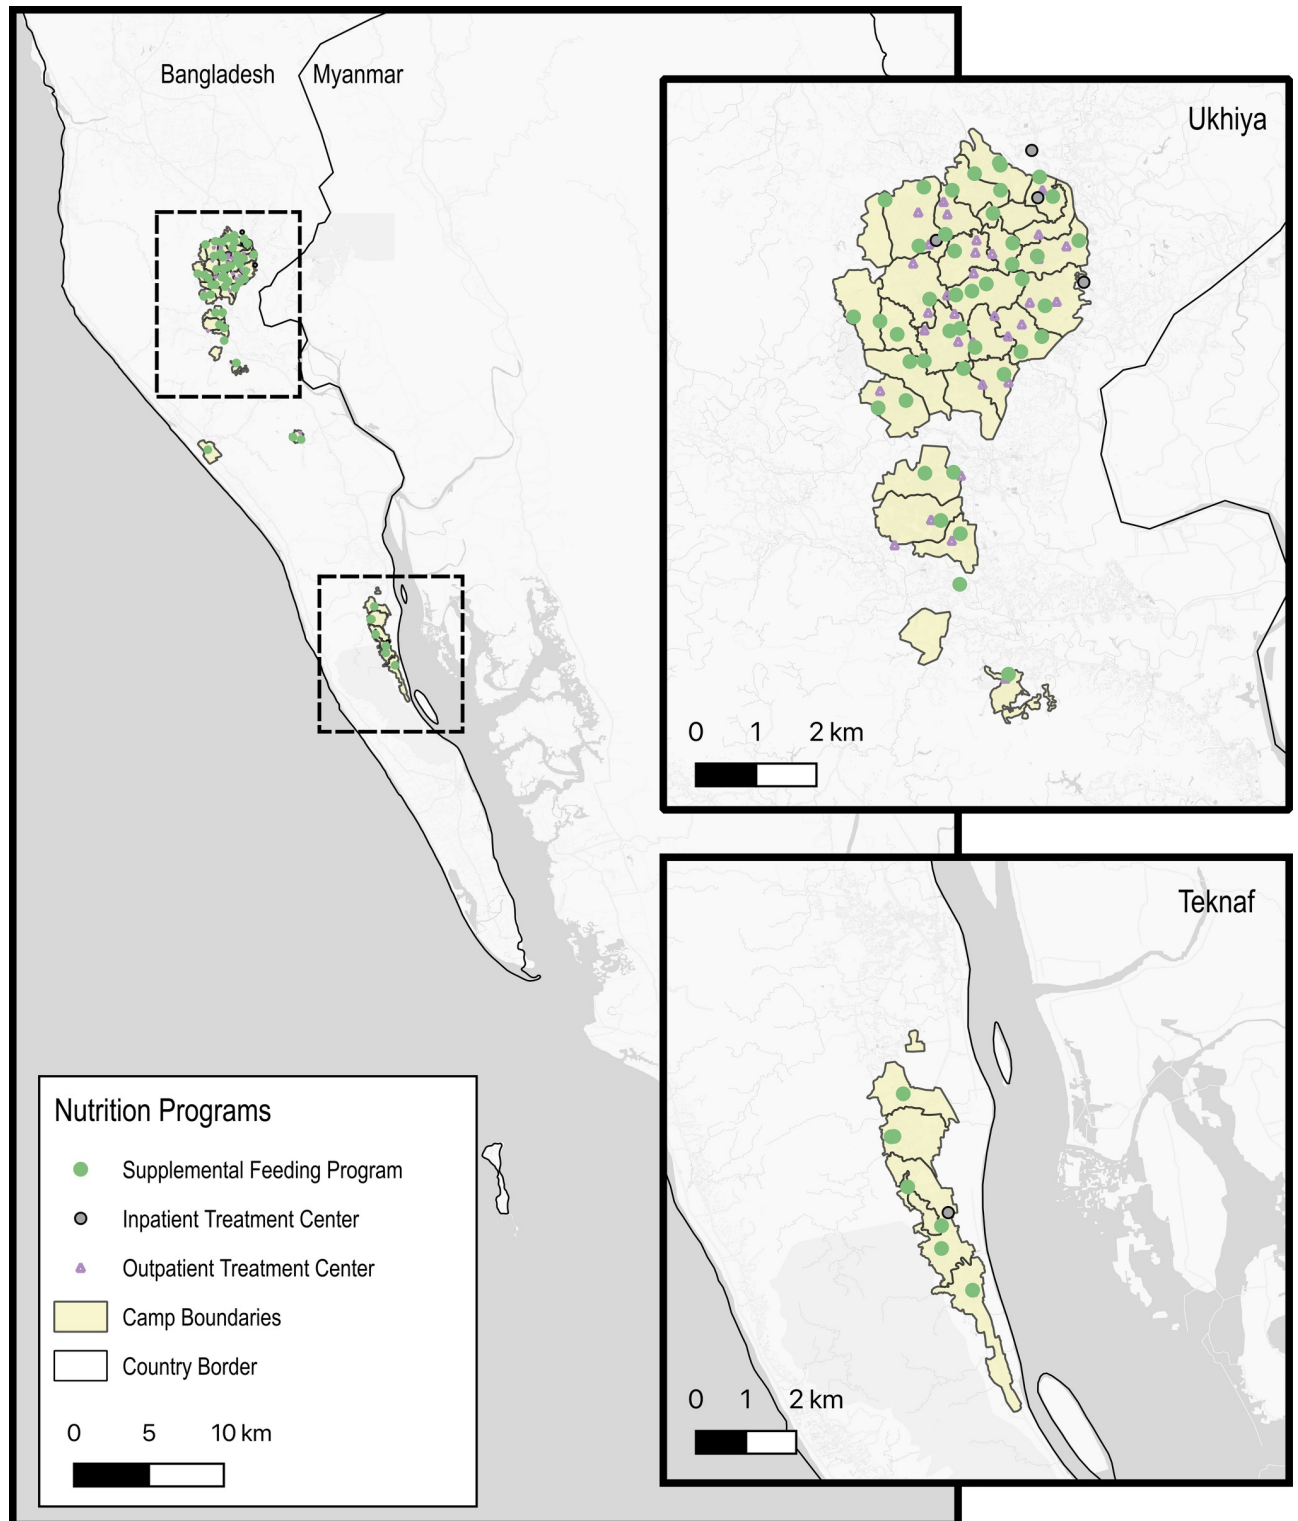 Bangladesh Myanmar
Ukhiya
0 1 2 km
Teknaf
0 1 2 km
Nutrition Programs
Supplemental Feeding Program
Inpatient Treatment Center
Outpatient Treatment Center
Camp Boundaries
Country Border
0 5 10 km